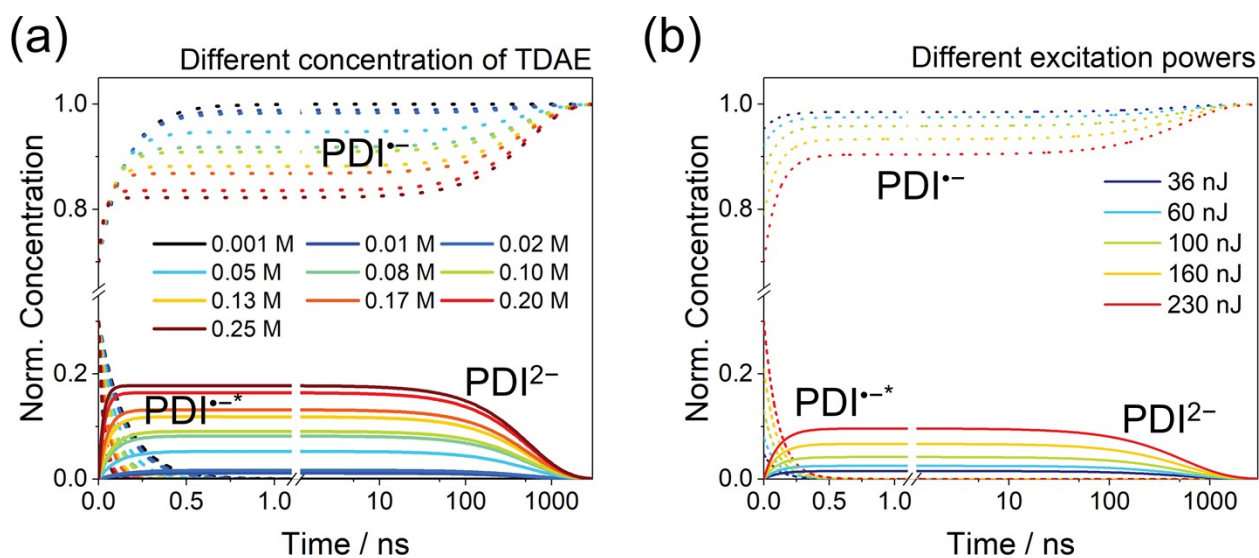 (a)
Different concentration of TDAE
1.0
0.8
0.2
0.0
Norm. Concentration
PDI•−
0.001 M 0.01 M 0.02 M
0.05 M 0.08 M 0.10 M
0.13 M 0.17 M 0.20 M
0.25 M
PDI•−*
PDI2−
0.0 0.5 1.0 10 100 1000
Time / ns
(b)
Different excitation powers
1.0
0.8
0.2
0.0
Norm. Concentration
PDI•−
36 nJ
60 nJ
100 nJ
160 nJ
230 nJ
PDI•−*
PDI2−
0.0 0.5 1.0 10 100 1000
Time / ns